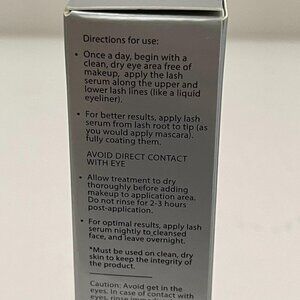 Directions for use:
• Once a day, begin with a
clean, dry eye area free of
makeup, apply the lash
serum along the upper and
lower lash lines (like a liquid
eyeliner).
• For better results, apply lash
serum from lash root to tip (as
you would apply mascara).
fully coating them.
AVOID DIRECT CONTACT
WITH EYE
• Allow treatment to dry
thoroughly before adding
makeup to application area.
Do not rinse for 2-3 hours
post-application.
• For optimal results, apply lash
serum nightly to cleansed
face, and leave overnight.
*Must be used on clean, dry
skin to keep the integrity of
the product.
Caution: Avoid get in the
eyes. In case of contact with
eyes, rinse